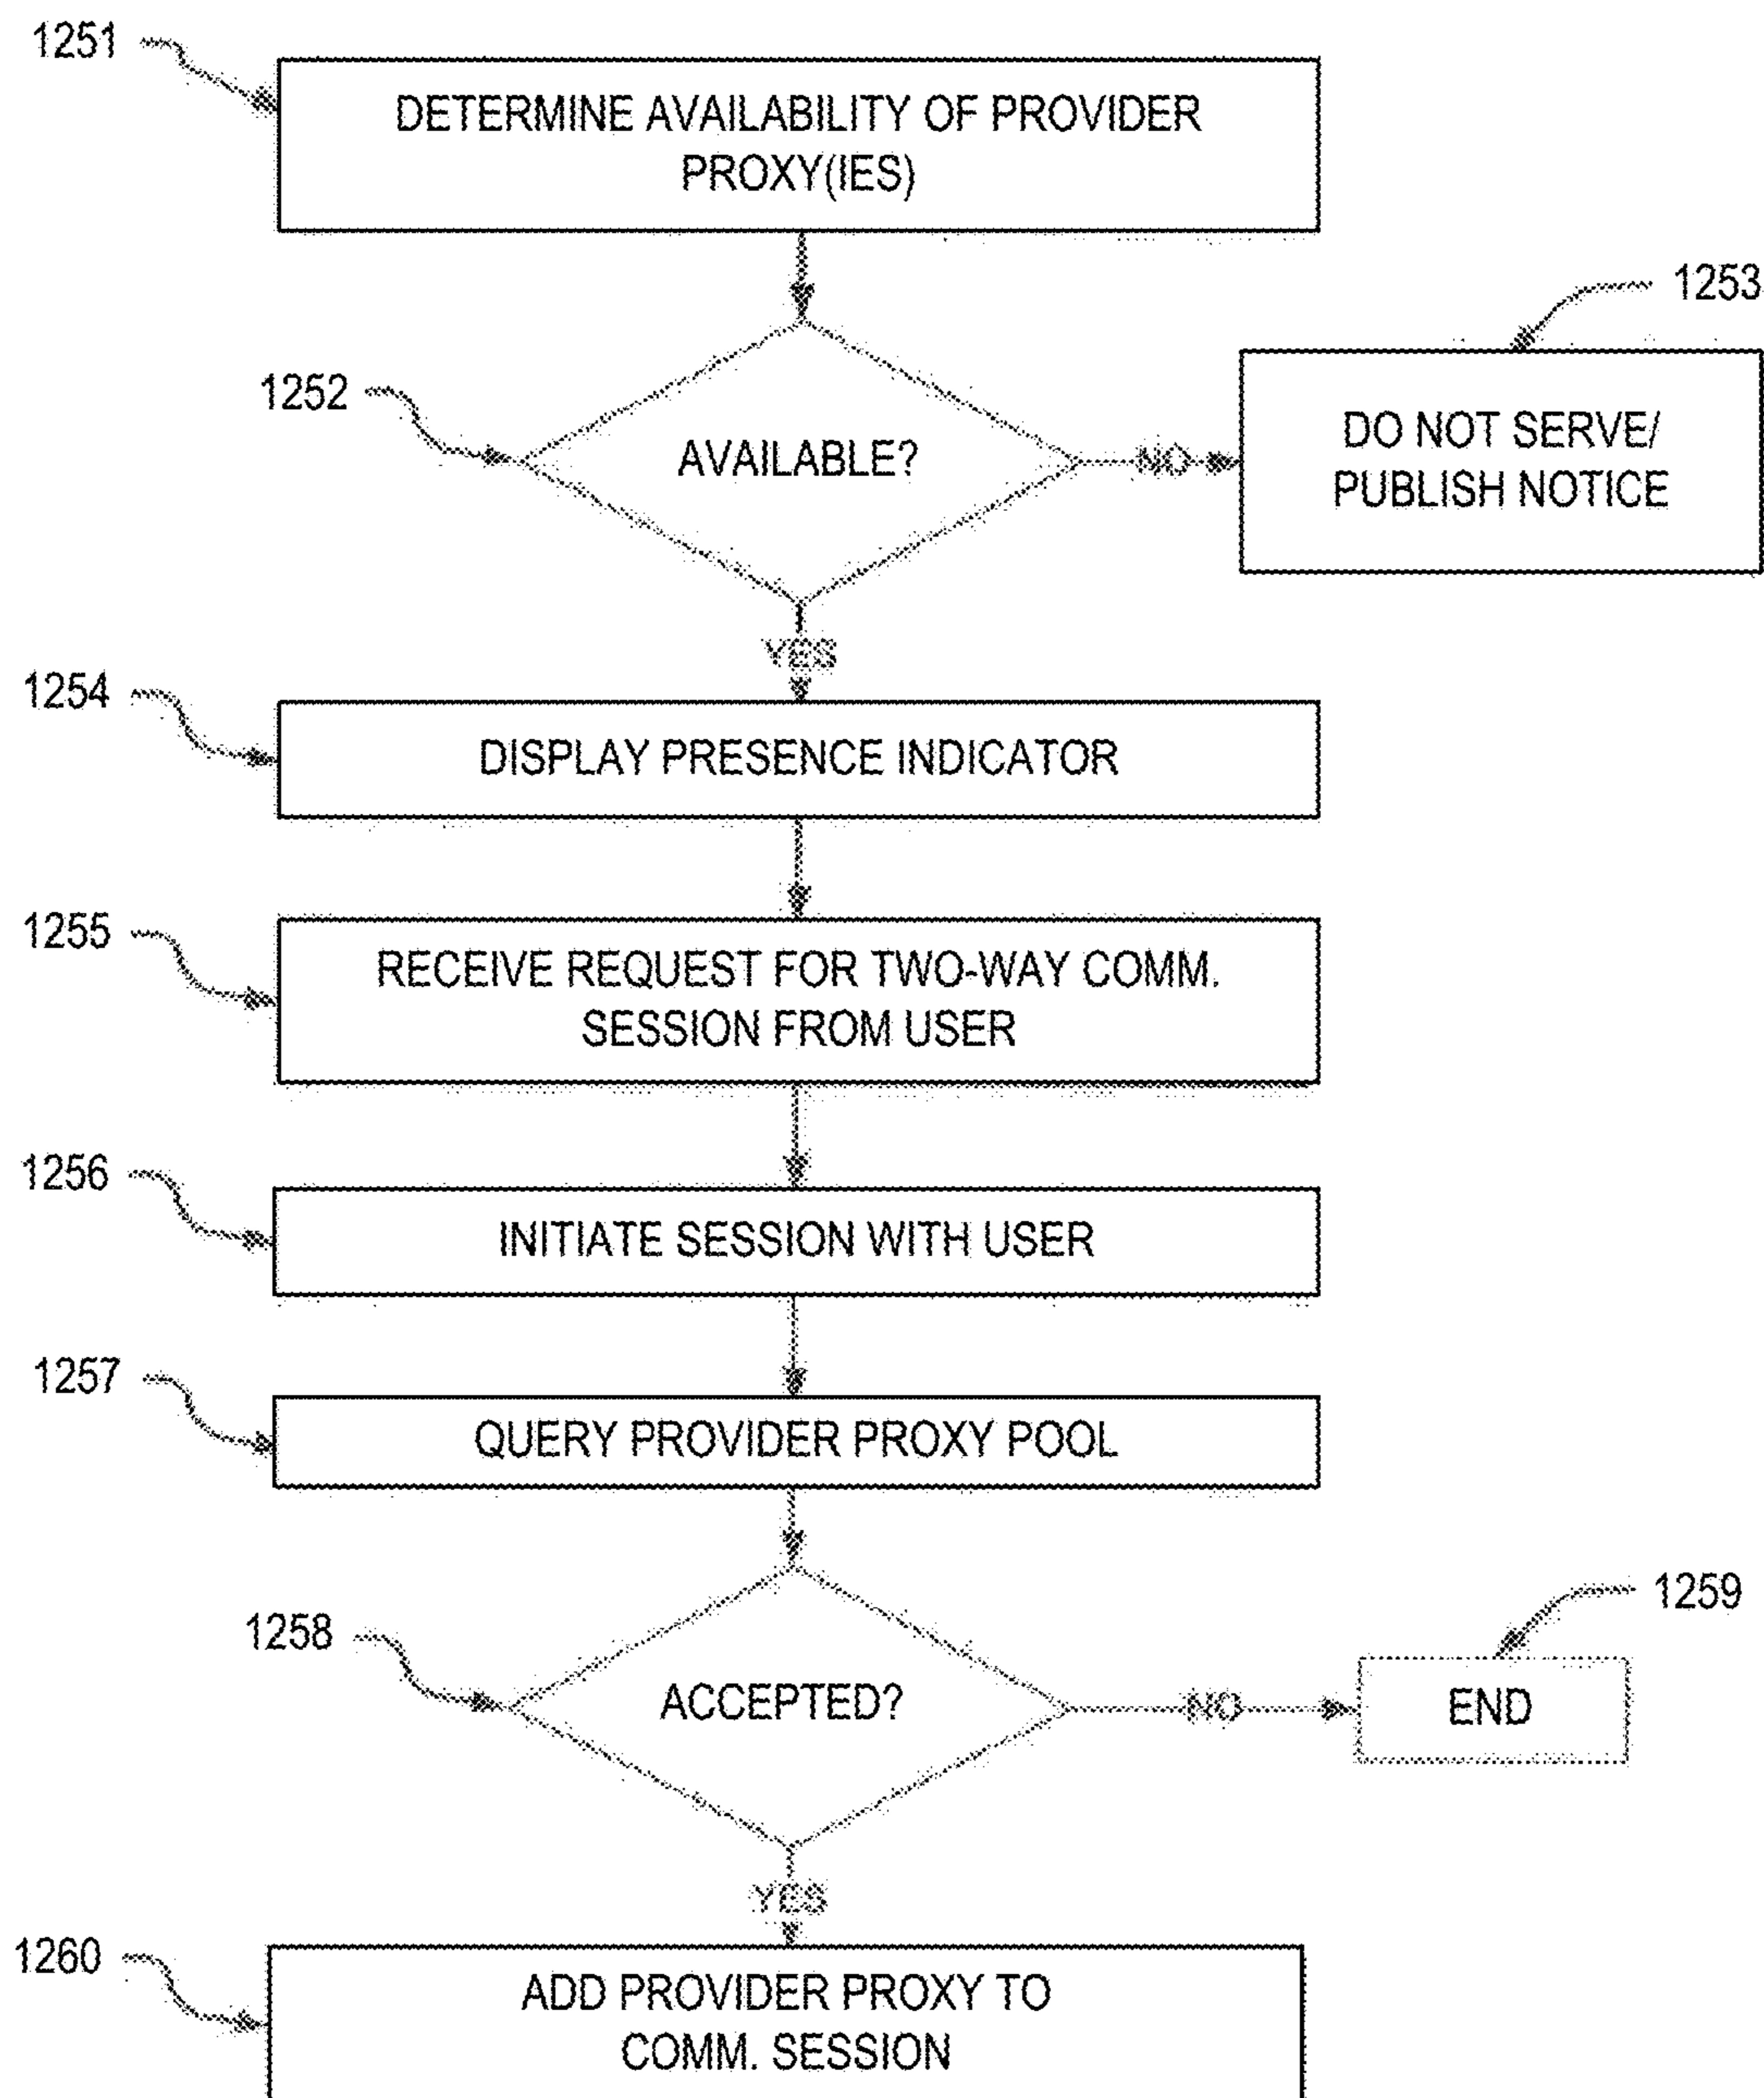 1251
DETERMINE AVAILABILITY OF PROVIDER
PROXY(IES)
1253
1252
AVAILABLE?
NO
DO NOT SERVE/
PUBLISH NOTICE
YES
1254
DISPLAY PRESENCE INDICATOR
1255
RECEIVE REQUEST FOR TWO-WAY COMM.
SESSION FROM USER
1256
INITIATE SESSION WITH USER
1257
QUERY PROVIDER PROXY POOL
1259
1258
ACCEPTED?
NO
END
YES
1260
ADD PROVIDER PROXY TO
COMM. SESSION